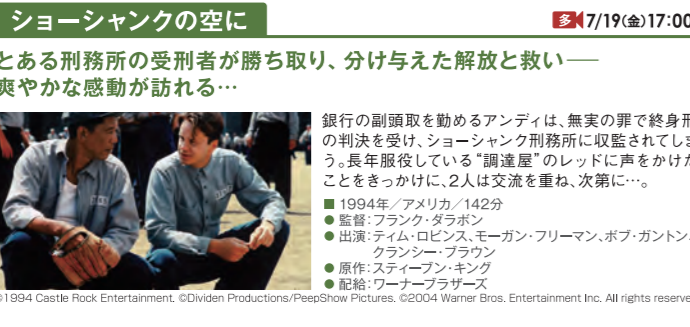 ショーシャンクの空に
多 7/19(金)17:00
とある刑務所の受刑者が勝ち取り、分け与えた解放と救い──
爽やかな感動が訪れる…
銀行の副頭取を勤めるアンディは、無実の罪で終身刑
の判決を受け、ショーシャンク刑務所に収監されてしま
う。長年服役している“調達屋”のレッドに声をかけた
ことをきっかけに、2人は交流を重ね、次第に…。
■ 1994年／アメリカ／142分
● 監督：フランク・ダラボン
● 出演：ティム・ロビンス、モーガン・フリーマン、ボブ・ガントン、
クランシー・ブラウン
● 原作：スティーブン・キング
● 配給：ワーナーブラザーズ
©1994 Castle Rock Entertainment. ©Dividen Productions/PeepShow Pictures. ©2004 Warner Bros. Entertainment Inc. All rights reserve